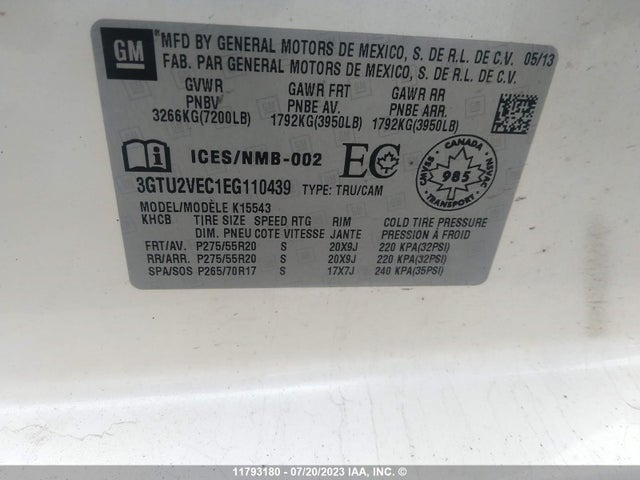 GM
*MFD BY GENERAL MOTORS DE MEXICO, S. DE R.L. DE C.V. 05/13
FAB. PAR GENERAL MOTORS DE MEXICO, S. DE R.L. DE C.V.
GVWR GAWR FRT GAWR RR
PNBV PNBE AV. PNBE ARR.
3266KG(7200LB) 1792KG(3950LB) 1792KG(3950LB)
ICES/NMB-002 EC
CANADA
CMVSS NSVAC
985
TRANSPORT
3GTU2VEC1EG110439 TYPE: TRU/CAM
MODEL/MODÈLE K15543
KHCB TIRE SIZE SPEED RTG RIM COLD TIRE PRESSURE
DIM. PNEU COTE VITESSE JANTE PRESSION À FROID
FRT/AV. P275/55R20 S 20X9J 220 KPA(32PSI)
RR/ARR. P275/55R20 S 20X9J 220 KPA(32PSI)
SPA/SOS P265/70R17 S 17X7J 240 KPA(35PSI)
11793180 - 07/20/2023 IAA, INC. ©